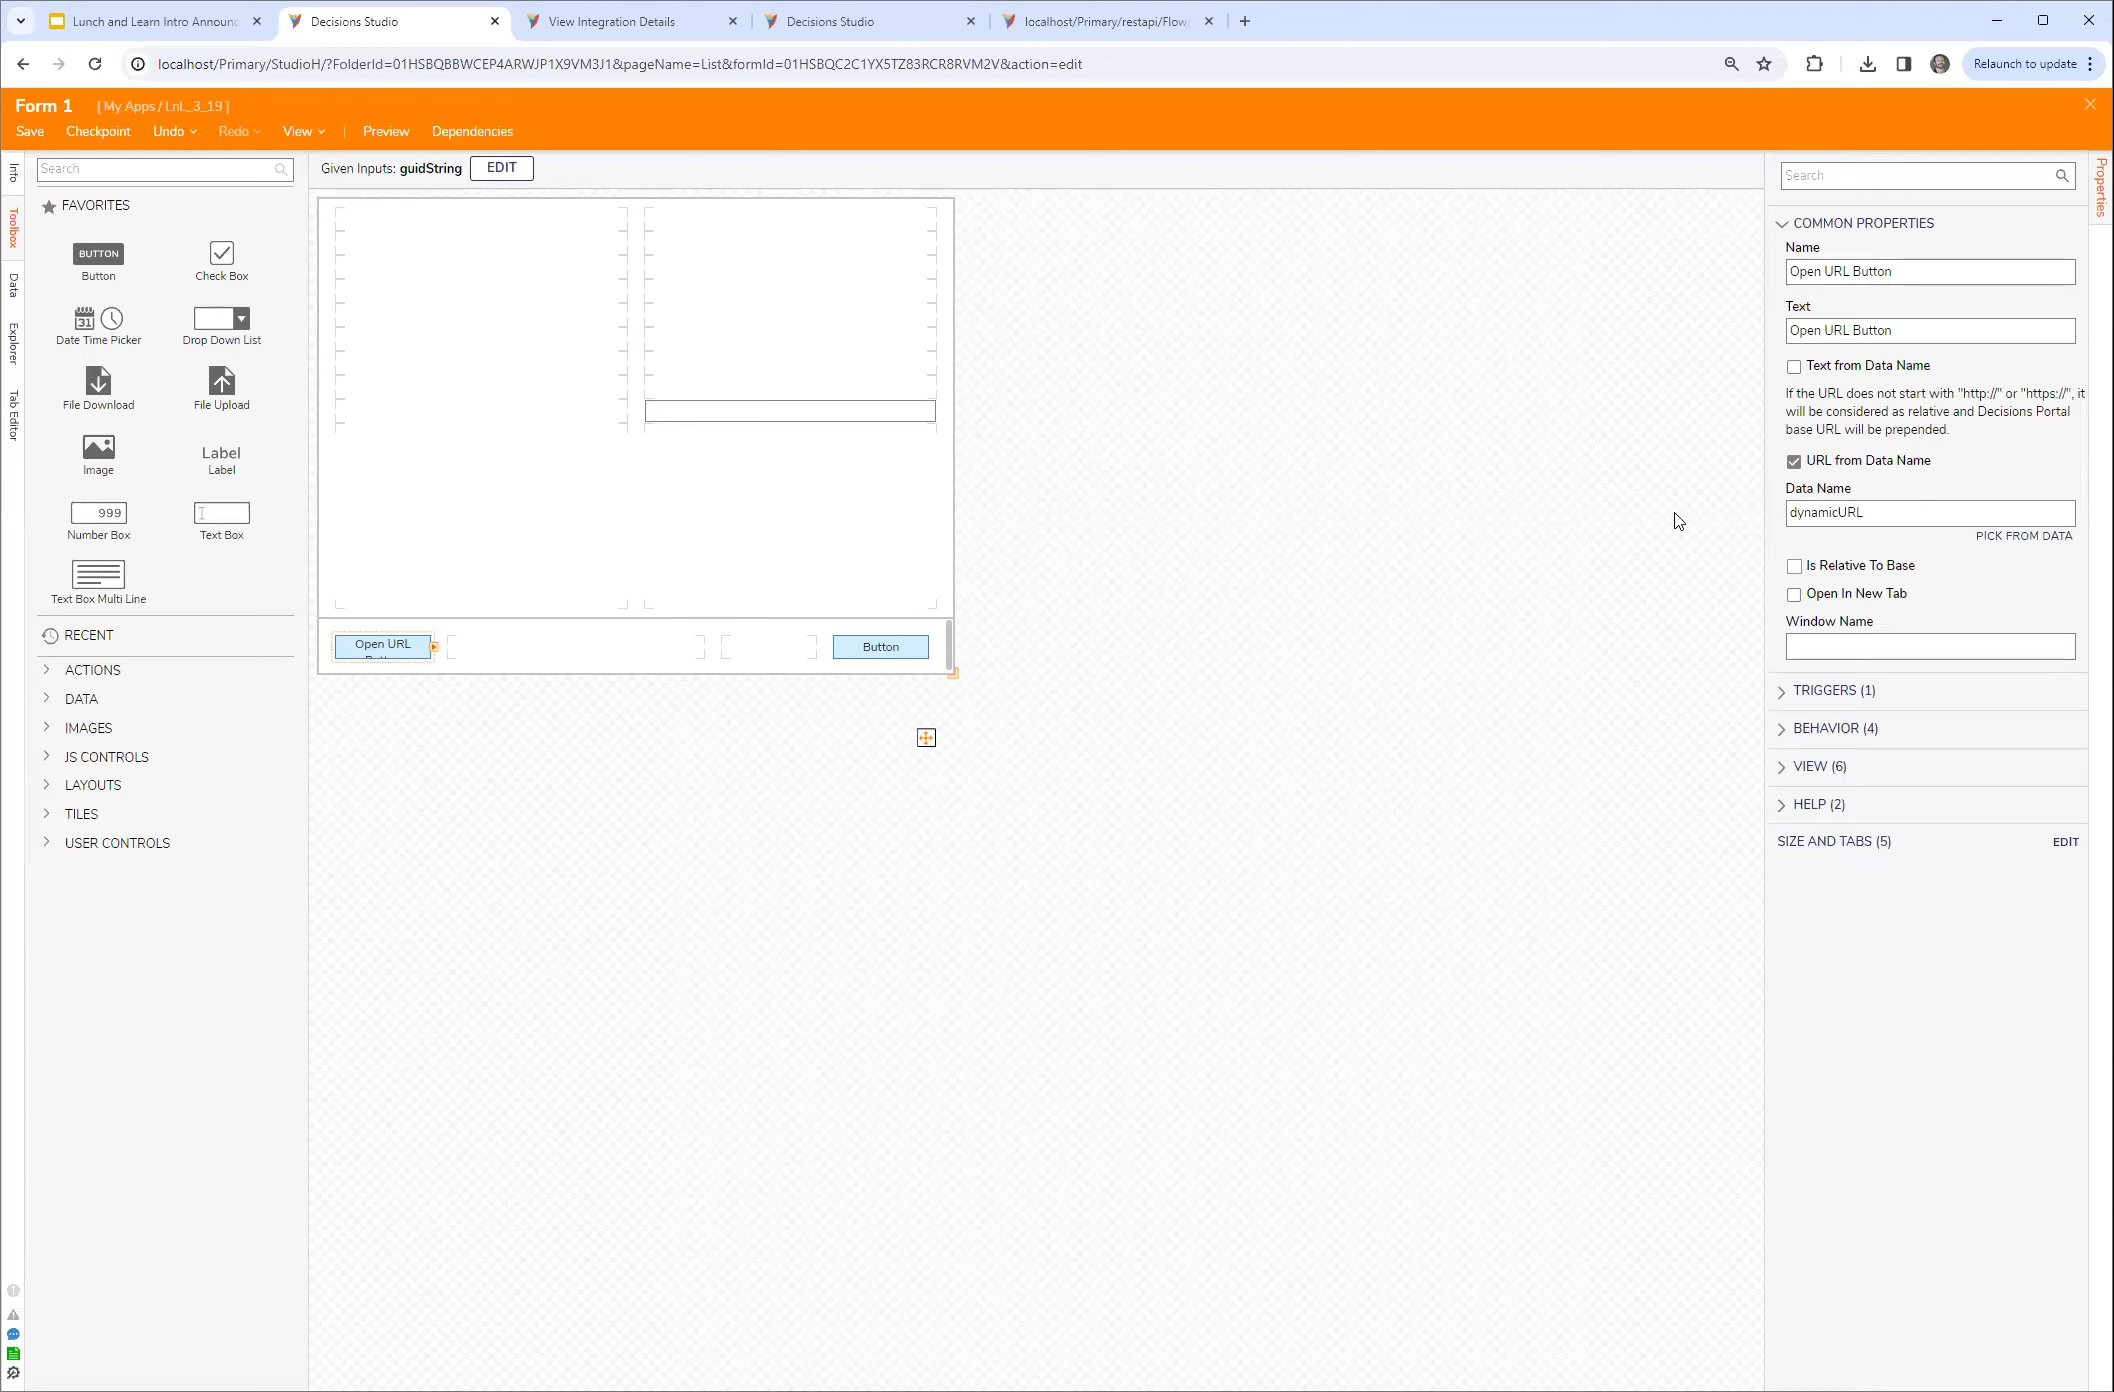 Lunch and Learn Intro Announc
Decisions Studio
View Integration Details
Decisions Studio
localhost/Primary/restapi/Flow
localhost/Primary/StudioH/?FolderId=01HSBQBBWCEP4ARWJP1X9VM3J1&pageName=List&formId=01HSBQC2C1YX5TZ83RCR8RVM2V&action=edit
Relaunch to update
Form 1 [ My Apps / LnL_3_19 ]
Save Checkpoint Undo Redo View | Preview Dependencies
Info
Toolbox
Data
Explorer
Tab Editor
Search
FAVORITES
BUTTON
Button
Check Box
31
Date Time Picker
Drop Down List
File Download
File Upload
Image
Label
Label
999
Number Box
Text Box
Text Box Multi Line
RECENT
ACTIONS
DATA
IMAGES
JS CONTROLS
LAYOUTS
TILES
USER CONTROLS
Given Inputs: guidString EDIT
Open URL
Button
Properties
Search
COMMON PROPERTIES
Name
Open URL Button
Text
Open URL Button
Text from Data Name
If the URL does not start with "http://" or "https://", it
will be considered as relative and Decisions Portal
base URL will be prepended.
URL from Data Name
Data Name
dynamicURL
PICK FROM DATA
Is Relative To Base
Open In New Tab
Window Name
TRIGGERS (1)
BEHAVIOR (4)
VIEW (6)
HELP (2)
SIZE AND TABS (5) EDIT